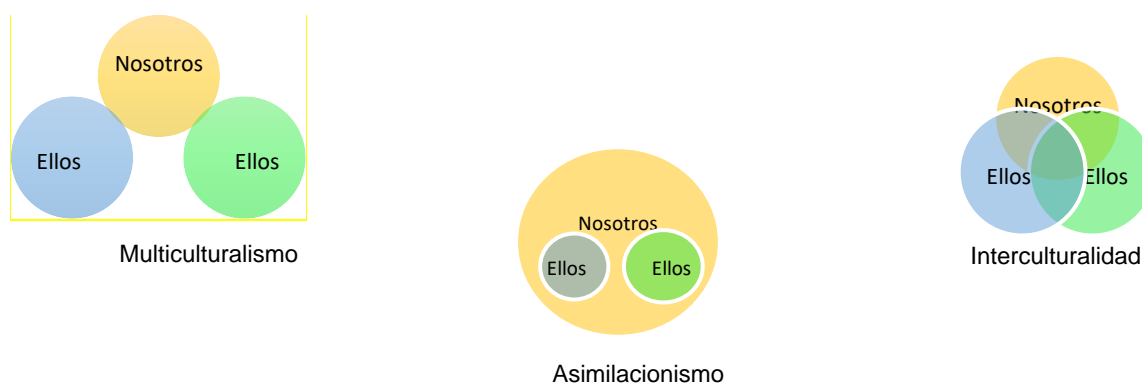 Nosotros
Ellos
Ellos
Multiculturalismo
Nosotros
Ellos
Ellos
Asimilacionismo
Nosotros
Ellos
Ellos
Interculturalidad